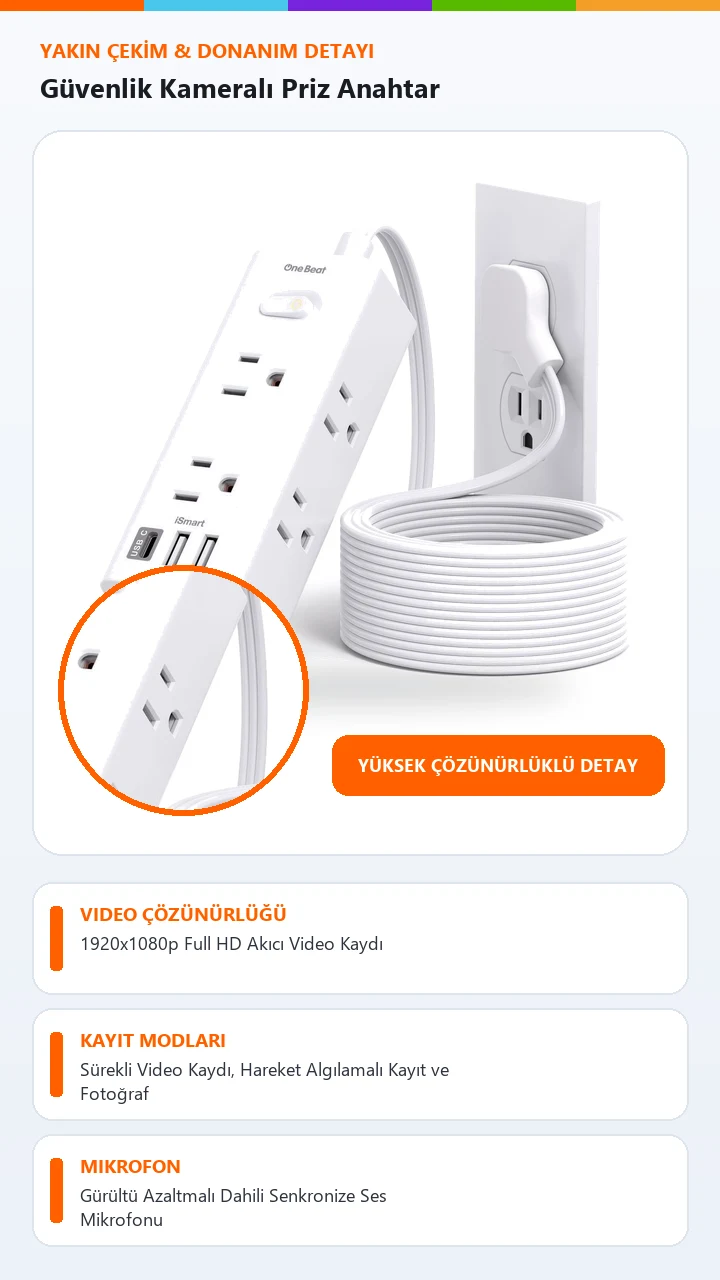 YAKIN ÇEKİM & DONANIM DETAYI
Güvenlik Kameralı Priz Anahtar
OneBeat
iSmart
USB C
YÜKSEK ÇÖZÜNÜRLÜKLÜ DETAY
VIDEO ÇÖZÜNÜRLÜĞÜ
1920x1080p Full HD Akıcı Video Kaydı
KAYIT MODLARI
Sürekli Video Kaydı, Hareket Algılamalı Kayıt ve
Fotoğraf
MIKROFON
Gürültü Azaltmalı Dahili Senkronize Ses
Mikrofonu